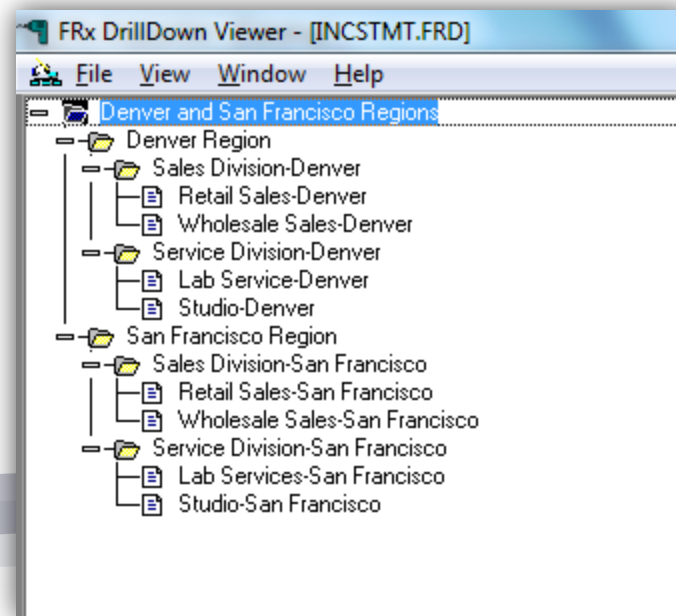 FRx DrillDown Viewer - [INCSTMT.FRD]
File View Window Help
Denver and San Francisco Regions
Denver Region
Sales Division-Denver
Retail Sales-Denver
Wholesale Sales-Denver
Service Division-Denver
Lab Service-Denver
Studio-Denver
San Francisco Region
Sales Division-San Francisco
Retail Sales-San Francisco
Wholesale Sales-San Francisco
Service Division-San Francisco
Lab Services-San Francisco
Studio-San Francisco